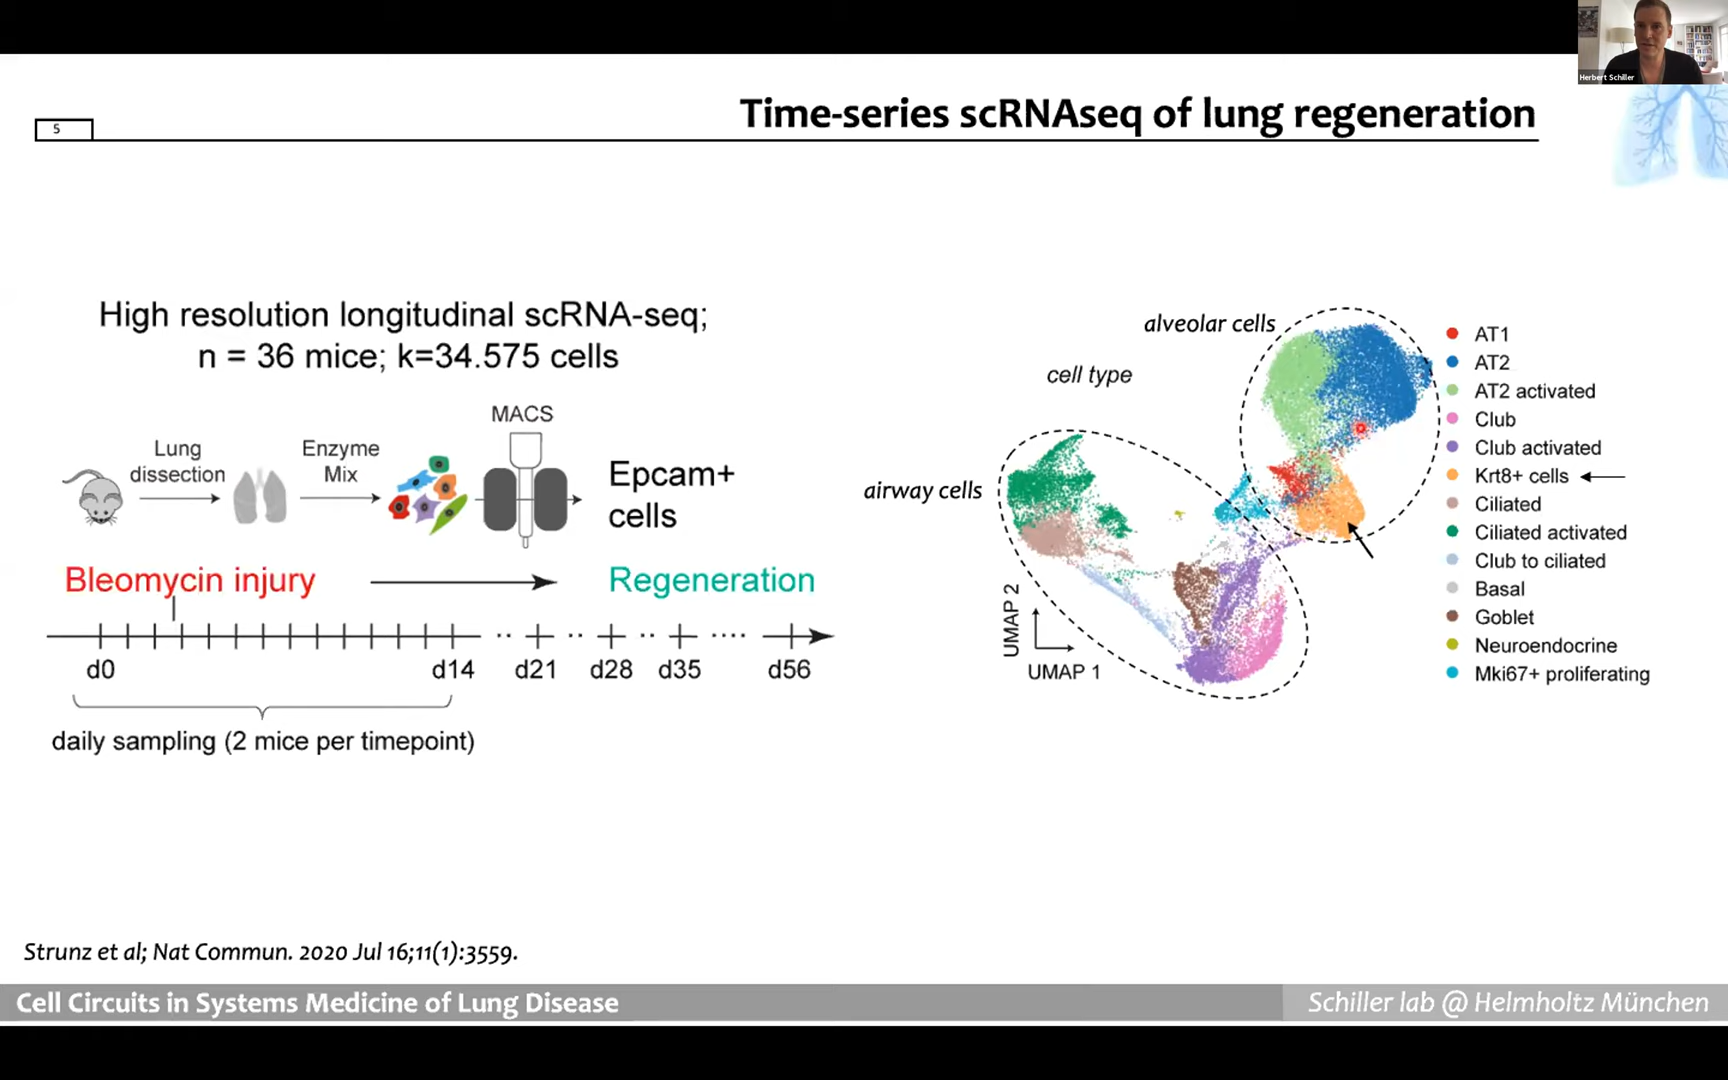 Herbert Schiller
5
Time-series scRNAseq of lung regeneration
High resolution longitudinal scRNA-seq;
n = 36 mice; k=34.575 cells
MACS
Lung
dissection
Enzyme
Mix
Epcam+
cells
Bleomycin injury
Regeneration
d0
d14
d21
d28
d35
d56
daily sampling (2 mice per timepoint)
alveolar cells
cell type
airway cells
UMAP 2
UMAP 1
AT1
AT2
AT2 activated
Club
Club activated
Krt8+ cells
Ciliated
Ciliated activated
Club to ciliated
Basal
Goblet
Neuroendocrine
Mki67+ proliferating
Strunz et al; Nat Commun. 2020 Jul 16;11(1):3559.
Cell Circuits in Systems Medicine of Lung Disease
Schiller lab @ Helmholtz München